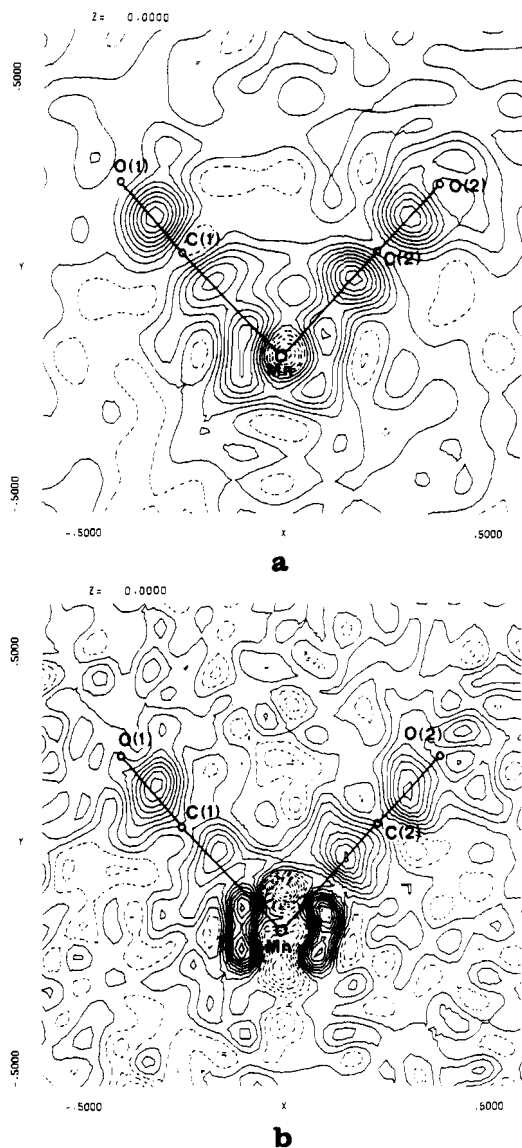 Z= 0.0000
.5000
O(1)
O(2)
C(1)
C(2)
Mn
Y
-.5000
-.5000
X
.5000
a
Z= 0.0000
.5000
O(1)
O(2)
C(1)
C(2)
Mn
Y
-.5000
-.5000
X
.5000
b